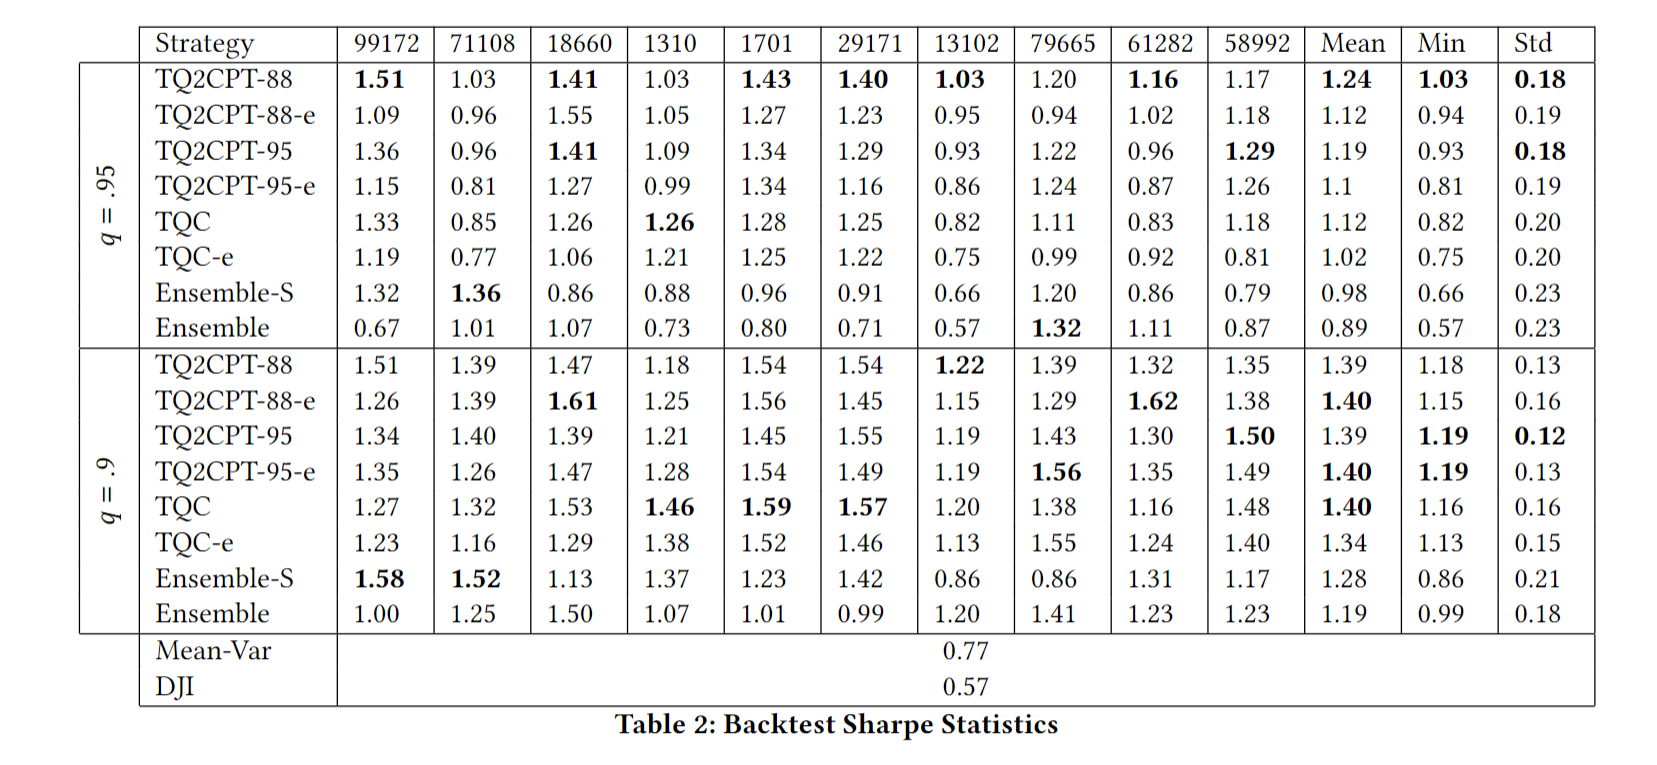 Strategy 99172 71108 18660 1310 1701 29171 13102 79665 61282 58992 Mean Min Std
q = .95
TQ2CPT-88 1.51 1.03 1.41 1.03 1.43 1.40 1.03 1.20 1.16 1.17 1.24 1.03 0.18
TQ2CPT-88-e 1.09 0.96 1.55 1.05 1.27 1.23 0.95 0.94 1.02 1.18 1.12 0.94 0.19
TQ2CPT-95 1.36 0.96 1.41 1.09 1.34 1.29 0.93 1.22 0.96 1.29 1.19 0.93 0.18
TQ2CPT-95-e 1.15 0.81 1.27 0.99 1.34 1.16 0.86 1.24 0.87 1.26 1.1 0.81 0.19
TQC 1.33 0.85 1.26 1.26 1.28 1.25 0.82 1.11 0.83 1.18 1.12 0.82 0.20
TQC-e 1.19 0.77 1.06 1.21 1.25 1.22 0.75 0.99 0.92 0.81 1.02 0.75 0.20
Ensemble-S 1.32 1.36 0.86 0.88 0.96 0.91 0.66 1.20 0.86 0.79 0.98 0.66 0.23
Ensemble 0.67 1.01 1.07 0.73 0.80 0.71 0.57 1.32 1.11 0.87 0.89 0.57 0.23
q = .9
TQ2CPT-88 1.51 1.39 1.47 1.18 1.54 1.54 1.22 1.39 1.32 1.35 1.39 1.18 0.13
TQ2CPT-88-e 1.26 1.39 1.61 1.25 1.56 1.45 1.15 1.29 1.62 1.38 1.40 1.15 0.16
TQ2CPT-95 1.34 1.40 1.39 1.21 1.45 1.55 1.19 1.43 1.30 1.50 1.39 1.19 0.12
TQ2CPT-95-e 1.35 1.26 1.47 1.28 1.54 1.49 1.19 1.56 1.35 1.49 1.40 1.19 0.13
TQC 1.27 1.32 1.53 1.46 1.59 1.57 1.20 1.38 1.16 1.48 1.40 1.16 0.16
TQC-e 1.23 1.16 1.29 1.38 1.52 1.46 1.13 1.55 1.24 1.40 1.34 1.13 0.15
Ensemble-S 1.58 1.52 1.13 1.37 1.23 1.42 0.86 0.86 1.31 1.17 1.28 0.86 0.21
Ensemble 1.00 1.25 1.50 1.07 1.01 0.99 1.20 1.41 1.23 1.23 1.19 0.99 0.18
Mean-Var 0.77
DJI 0.57
Table 2: Backtest Sharpe Statistics